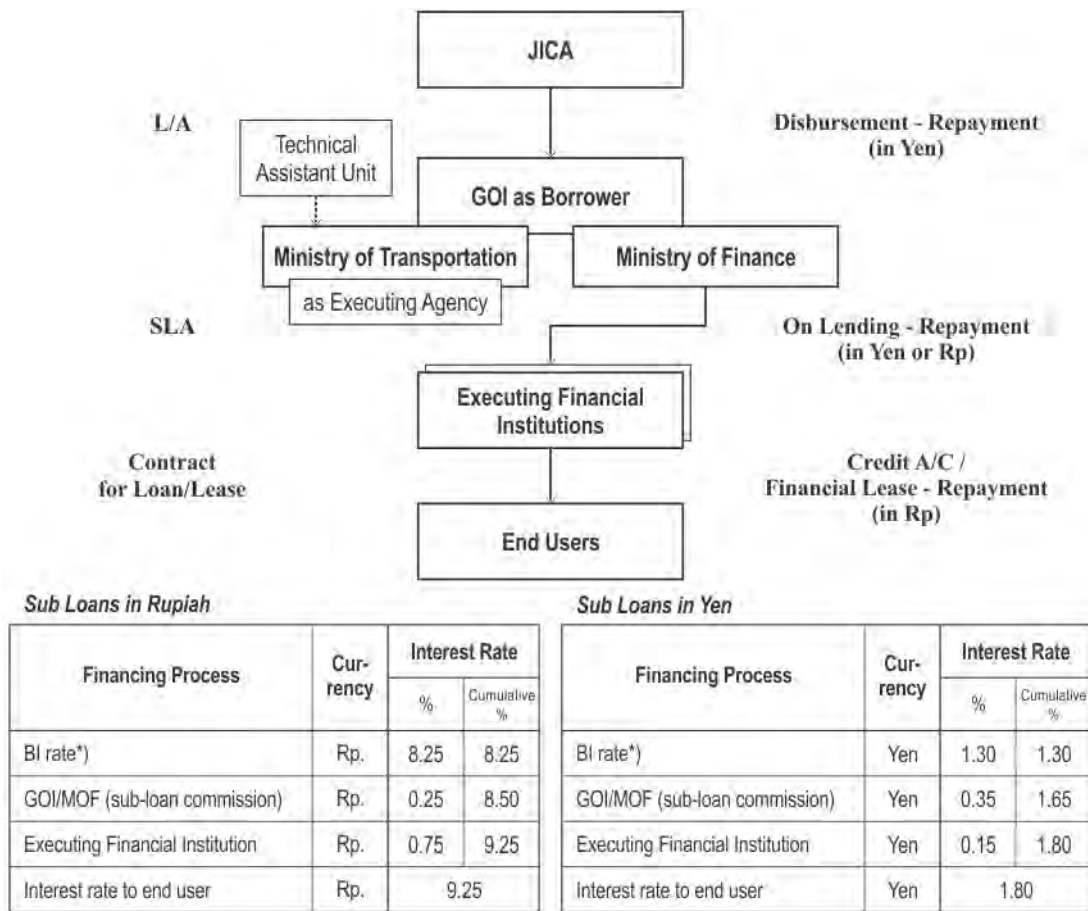 JICA
L/A
Disbursement - Repayment
(in Yen)
Technical
Assistant Unit
GOI as Borrower
Ministry of Transportation
Ministry of Finance
as Executing Agency
SLA
On Lending - Repayment
(in Yen or Rp)
Executing Financial
Institutions
Contract
for Loan/Lease
Credit A/C /
Financial Lease - Repayment
(in Rp)
End Users
Sub Loans in Rupiah
Financing Process
Cur-
rency
Interest Rate
%
Cumulative
%
BI rate*) Rp. 8.25 8.25
GOI/MOF (sub-loan commission) Rp. 0.25 8.50
Executing Financial Institution Rp. 0.75 9.25
Interest rate to end user Rp. 9.25
Sub Loans in Yen
Financing Process
Cur-
rency
Interest Rate
%
Cumulative
%
BI rate*) Yen 1.30 1.30
GOI/MOF (sub-loan commission) Yen 0.35 1.65
Executing Financial Institution Yen 0.15 1.80
Interest rate to end user Yen 1.80